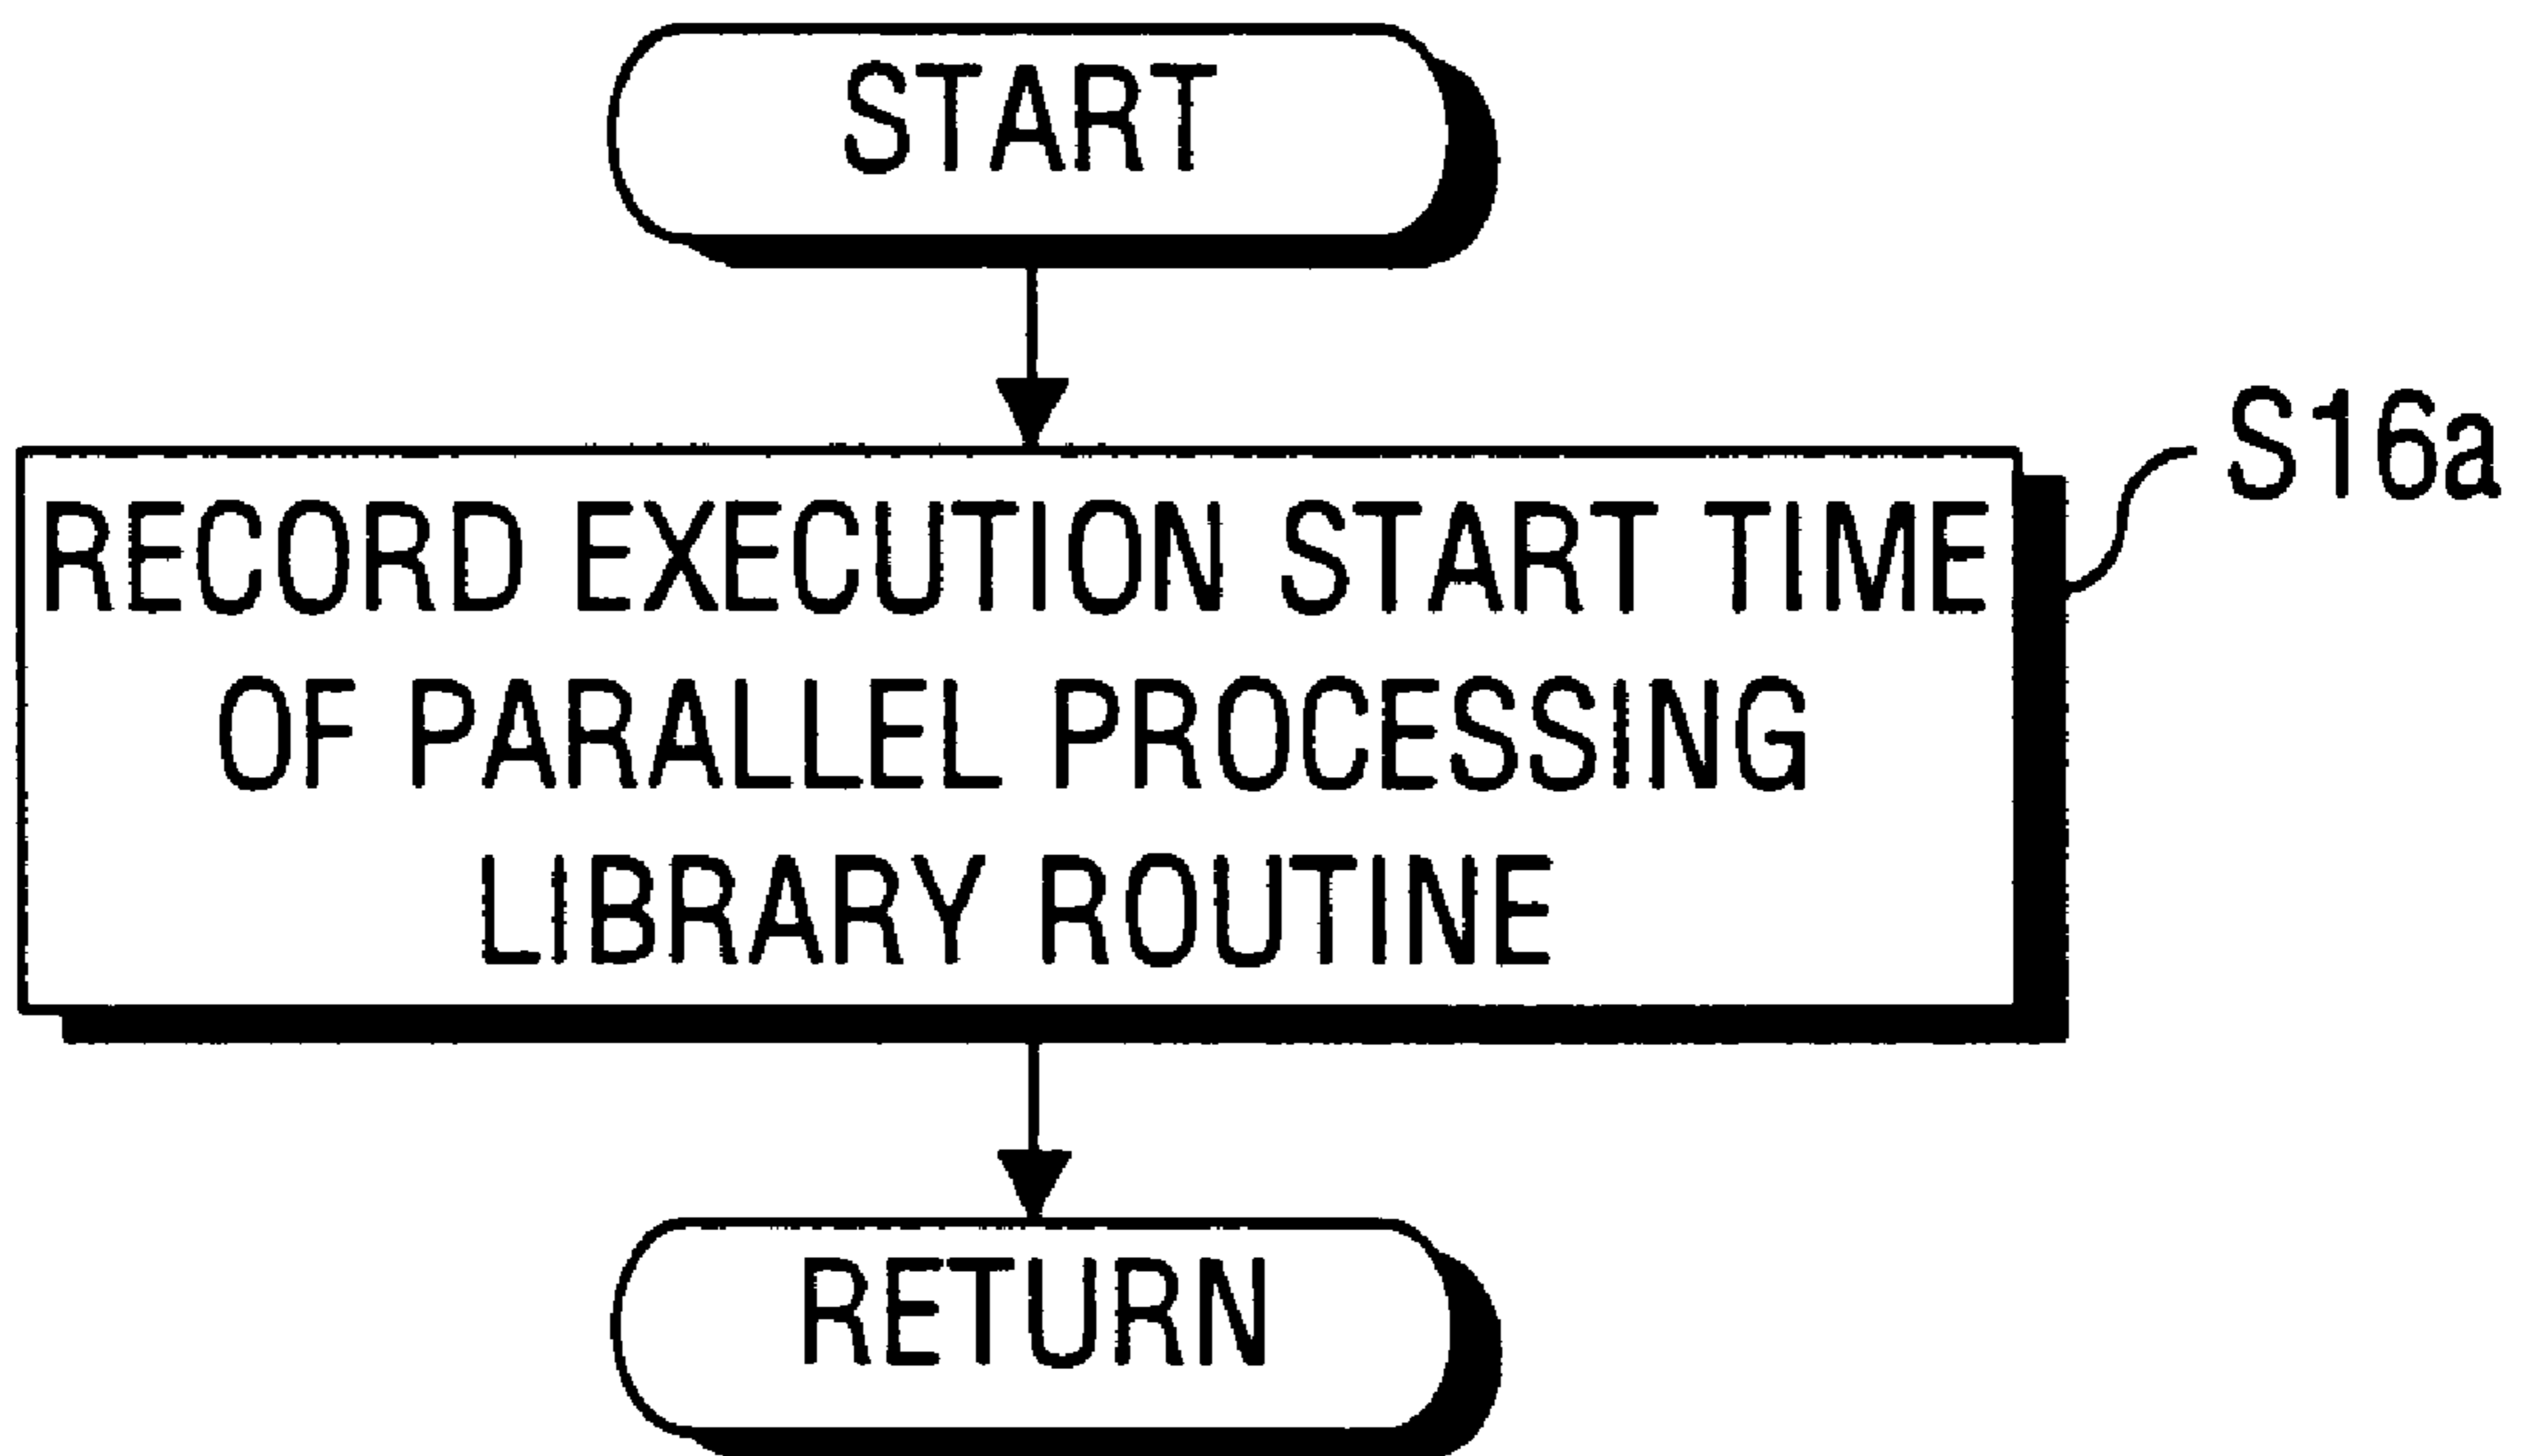 START
S16a
RECORD EXECUTION START TIME
OF PARALLEL PROCESSING
LIBRARY ROUTINE
RETURN